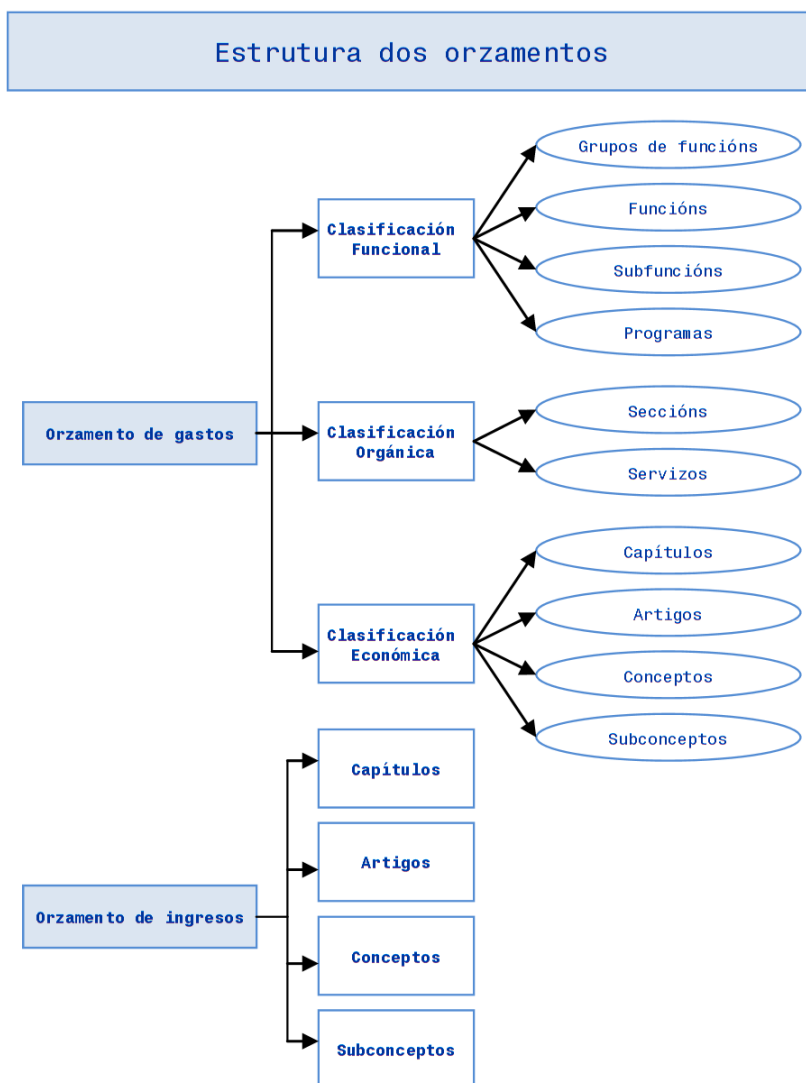 Estrutura dos orzamentos
Grupos de funcións
Clasificación
Funcional
Funcións
Subfuncións
Programas
Orzamento de gastos
Clasificación
Orgánica
Seccións
Servizos
Clasificación
Económica
Capítulos
Artigos
Conceptos
Subconceptos
Orzamento de ingresos
Capítulos
Artigos
Conceptos
Subconceptos